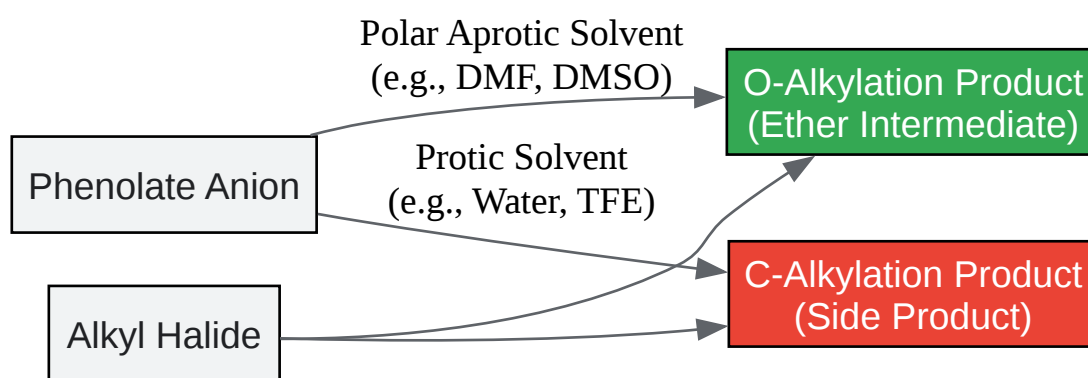 Polar Aprotic Solvent
(e.g., DMF, DMSO)
O-Alkylation Product
(Ether Intermediate)
Phenolate Anion
Protic Solvent
(e.g., Water, TFE)
C-Alkylation Product
(Side Product)
Alkyl Halide